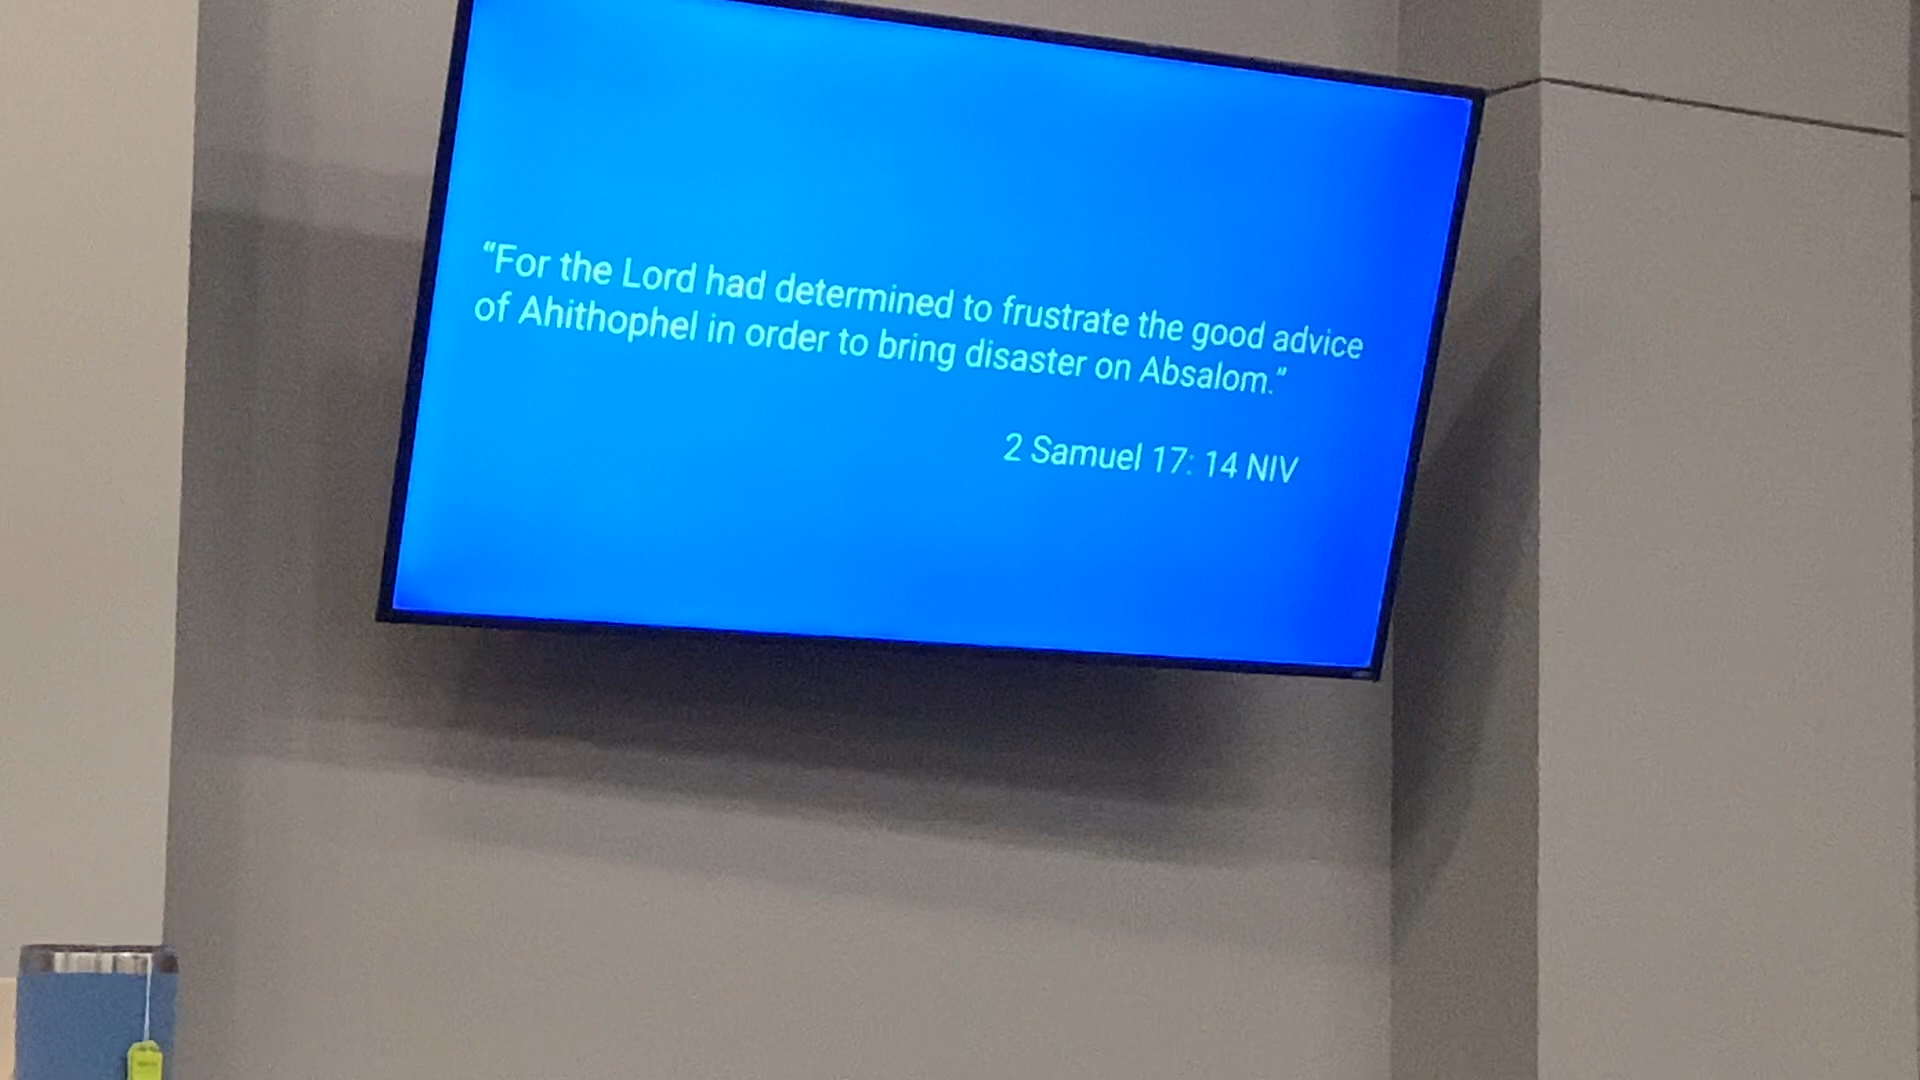 “For the Lord had determined to frustrate the good advice
of Ahithophel in order to bring disaster on Absalom.”
2 Samuel 17: 14 NIV